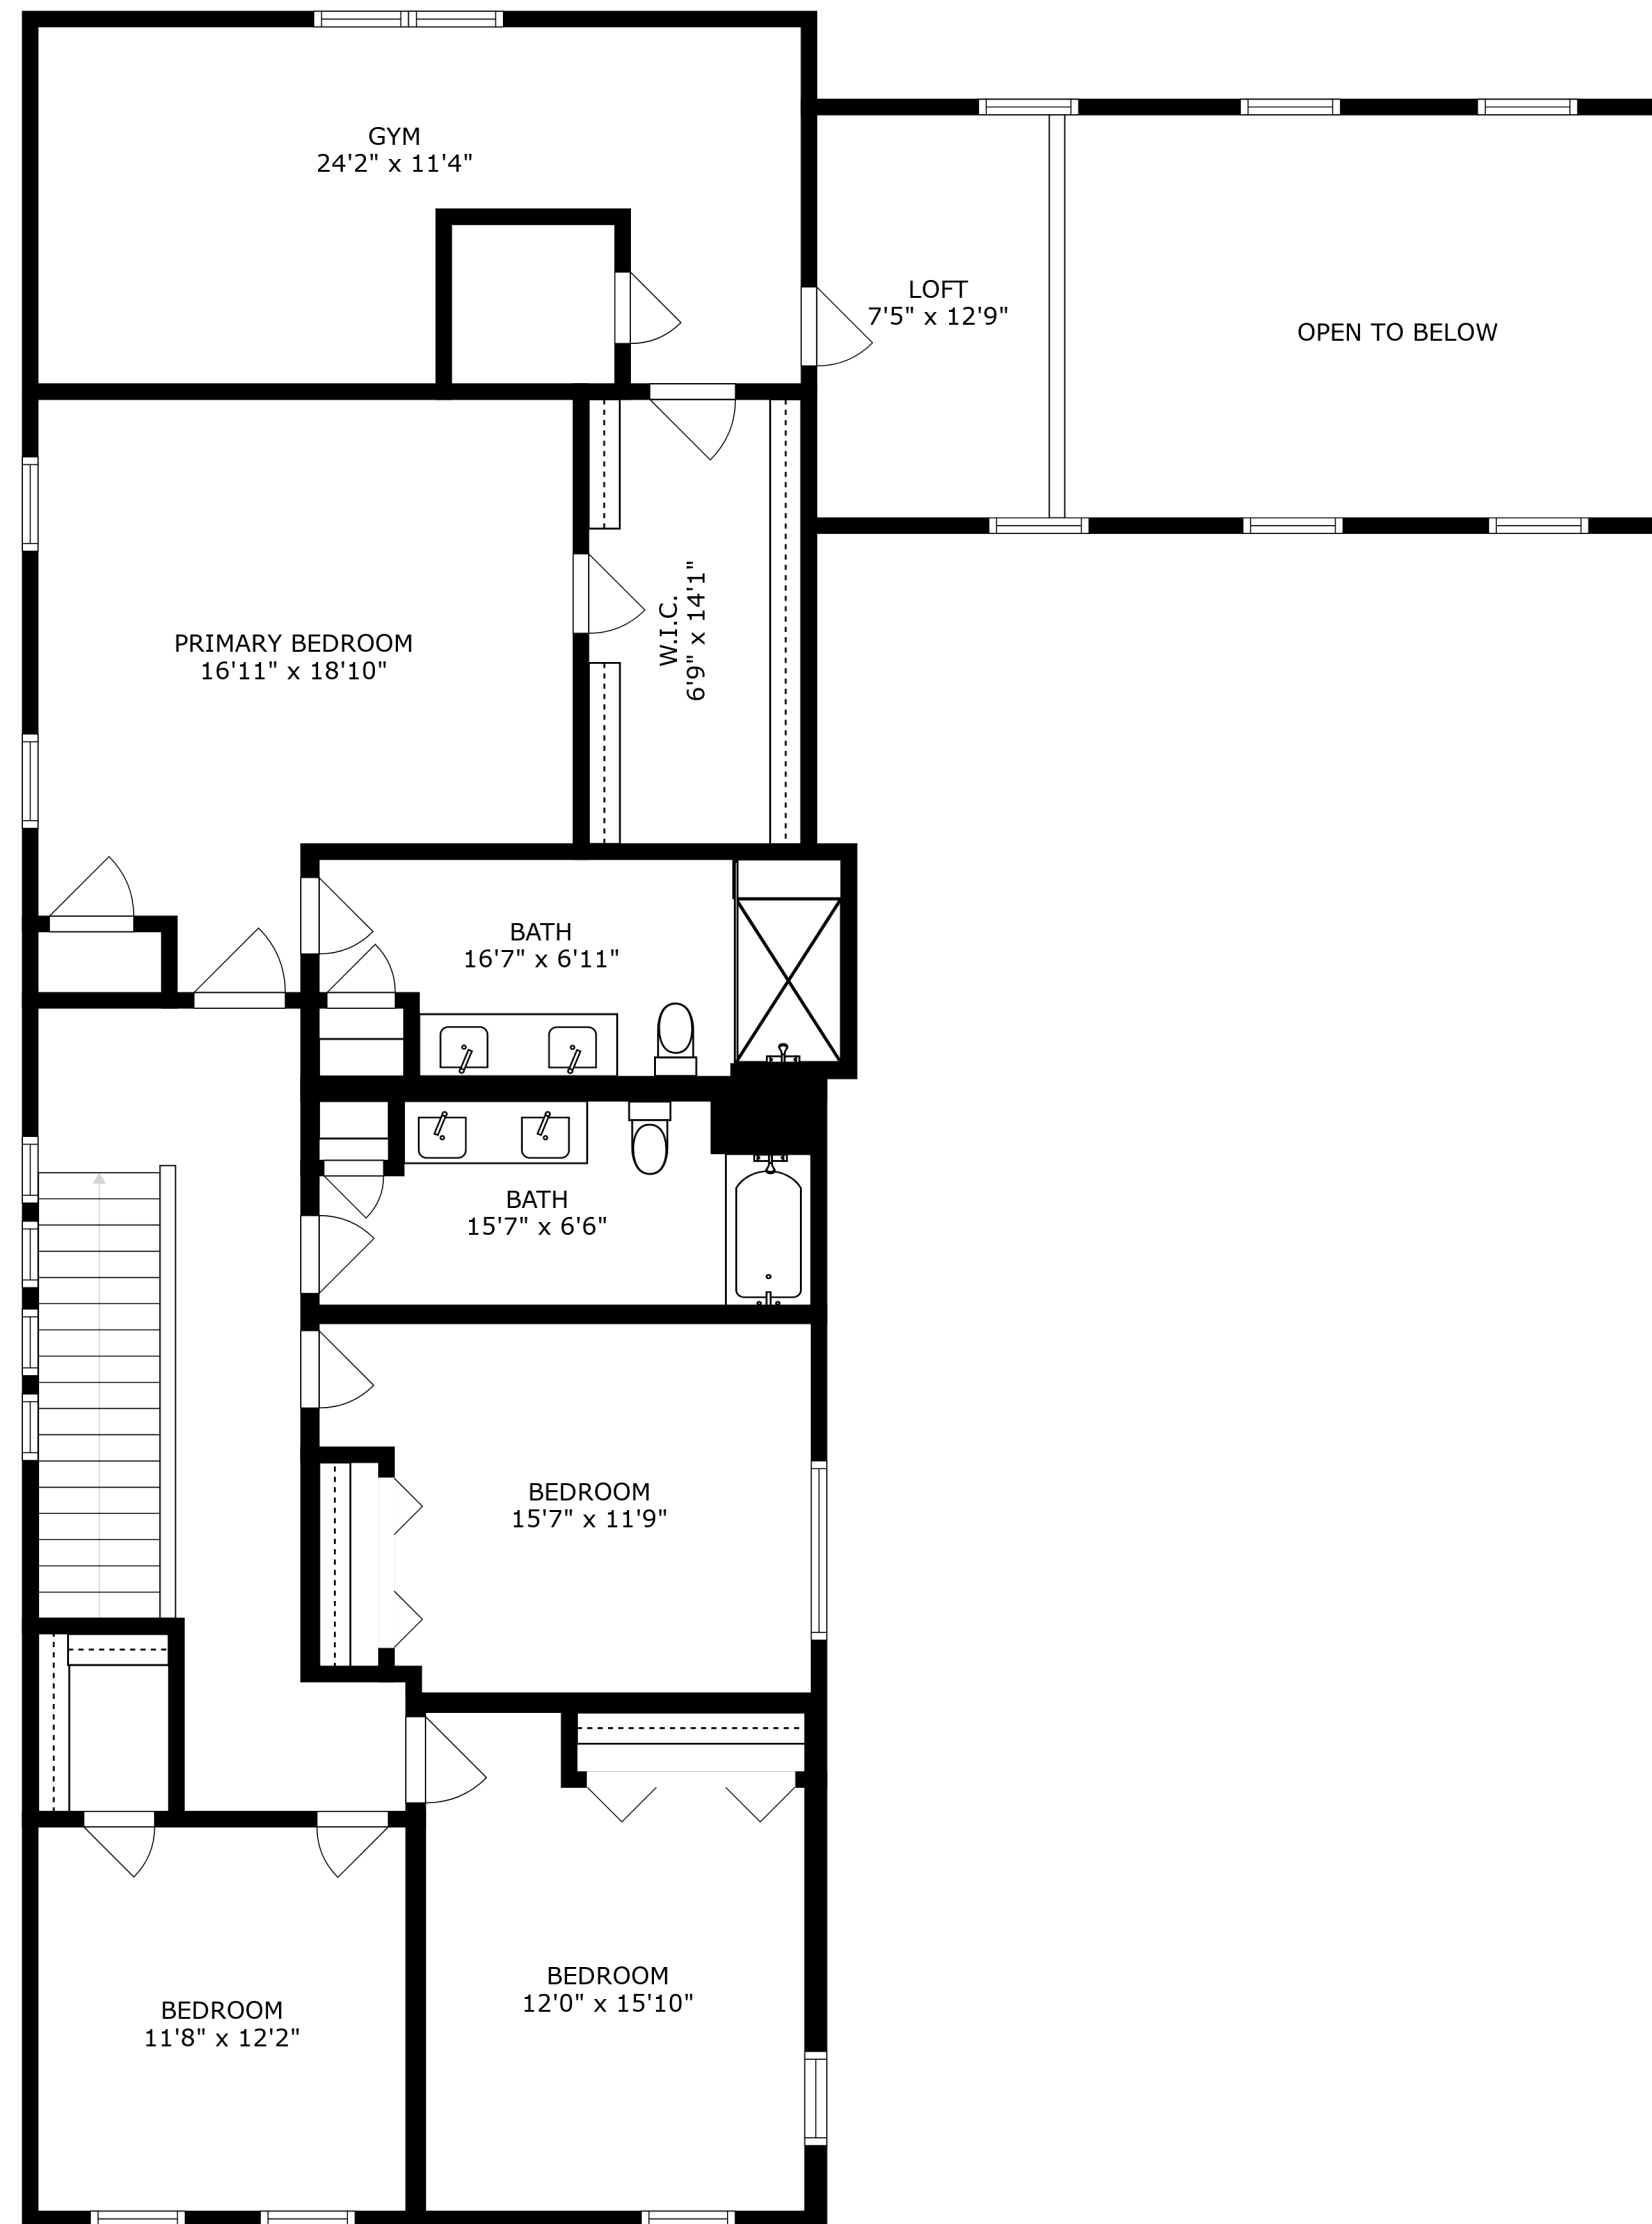 GYM
24'2" x 11'4"
LOFT
7'5" x 12'9"
OPEN TO BELOW
PRIMARY BEDROOM
16'11" x 18'10"
W.I.C.
6'9" x 14'1"
BATH
16'7" x 6'11"
BATH
15'7" x 6'6"
BEDROOM
15'7" x 11'9"
BEDROOM
12'0" x 15'10"
BEDROOM
11'8" x 12'2"